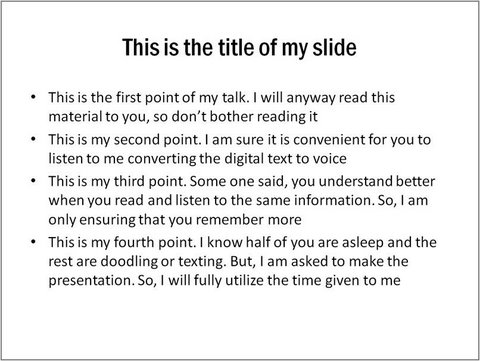 This is the title of my slide
• This is the first point of my talk. I will anyway read this
material to you, so don’t bother reading it
• This is my second point. I am sure it is convenient for you to
listen to me converting the digital text to voice
• This is my third point. Some one said, you understand better
when you read and listen to the same information. So, I am
only ensuring that you remember more
• This is my fourth point. I know half of you are asleep and the
rest are doodling or texting. But, I am asked to make the
presentation. So, I will fully utilize the time given to me